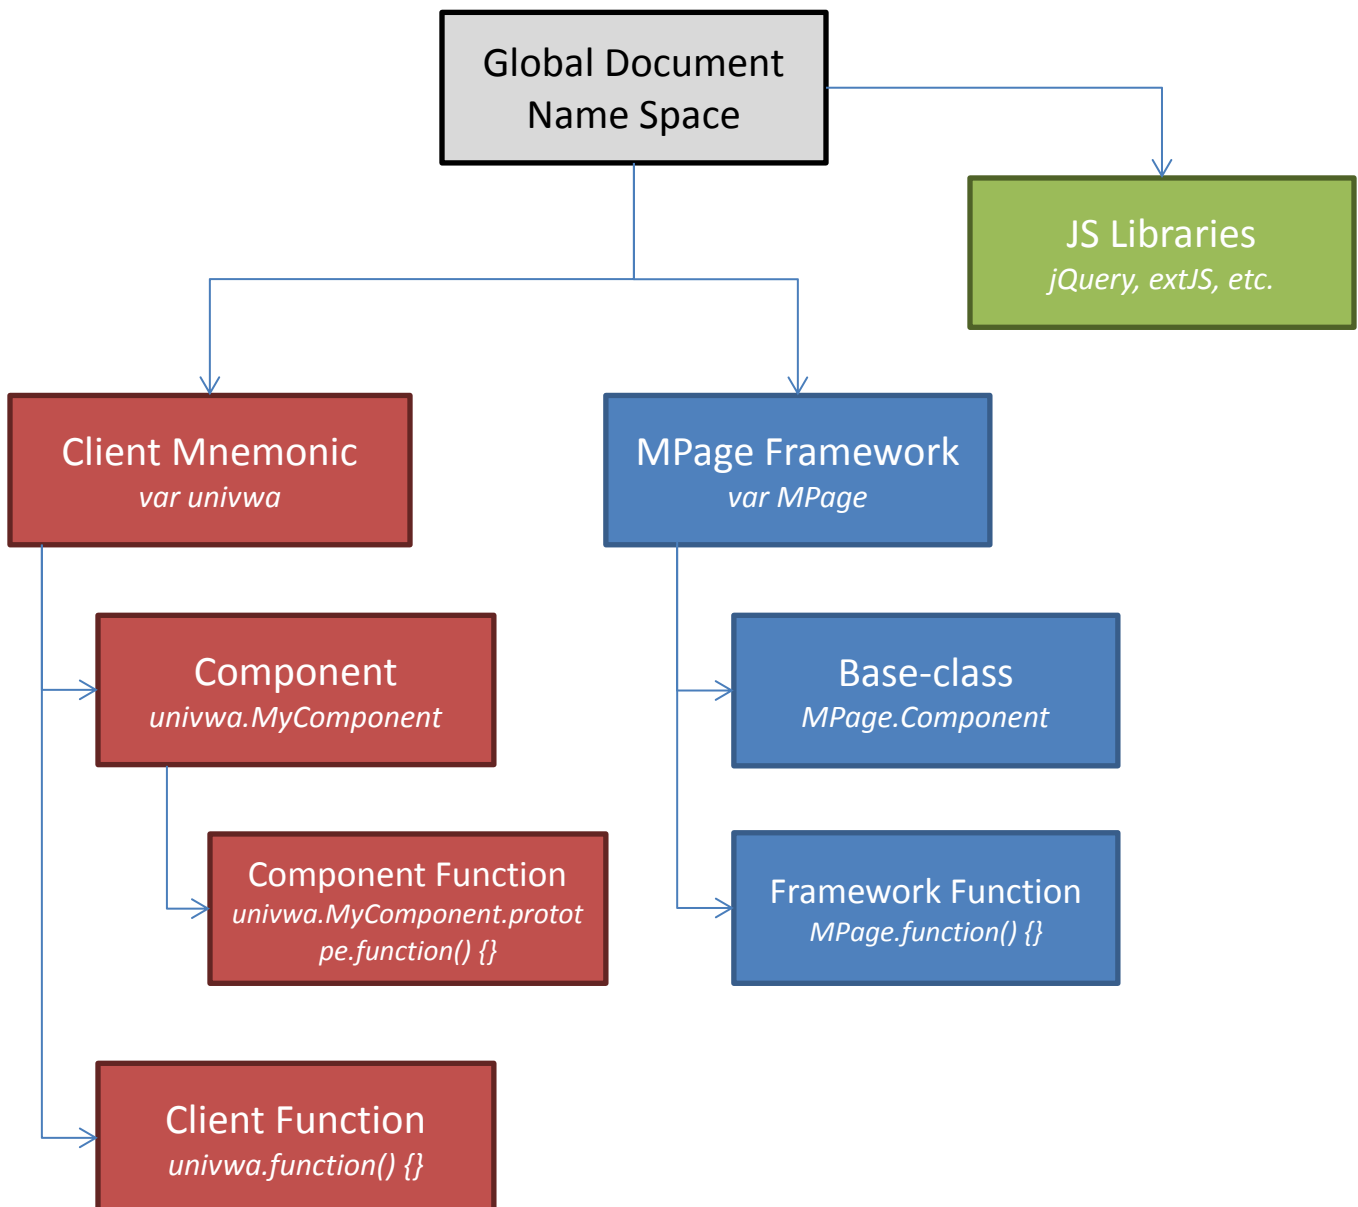 Global Document
Name Space
JS Libraries
jQuery, extJS, etc.
Client Mnemonic
var univwa
MPage Framework
var MPage
Component
univwa.MyComponent
Base-class
MPage.Component
Component Function
univwa.MyComponent.protot
pe.function() {}
Framework Function
MPage.function() {}
Client Function
univwa.function() {}